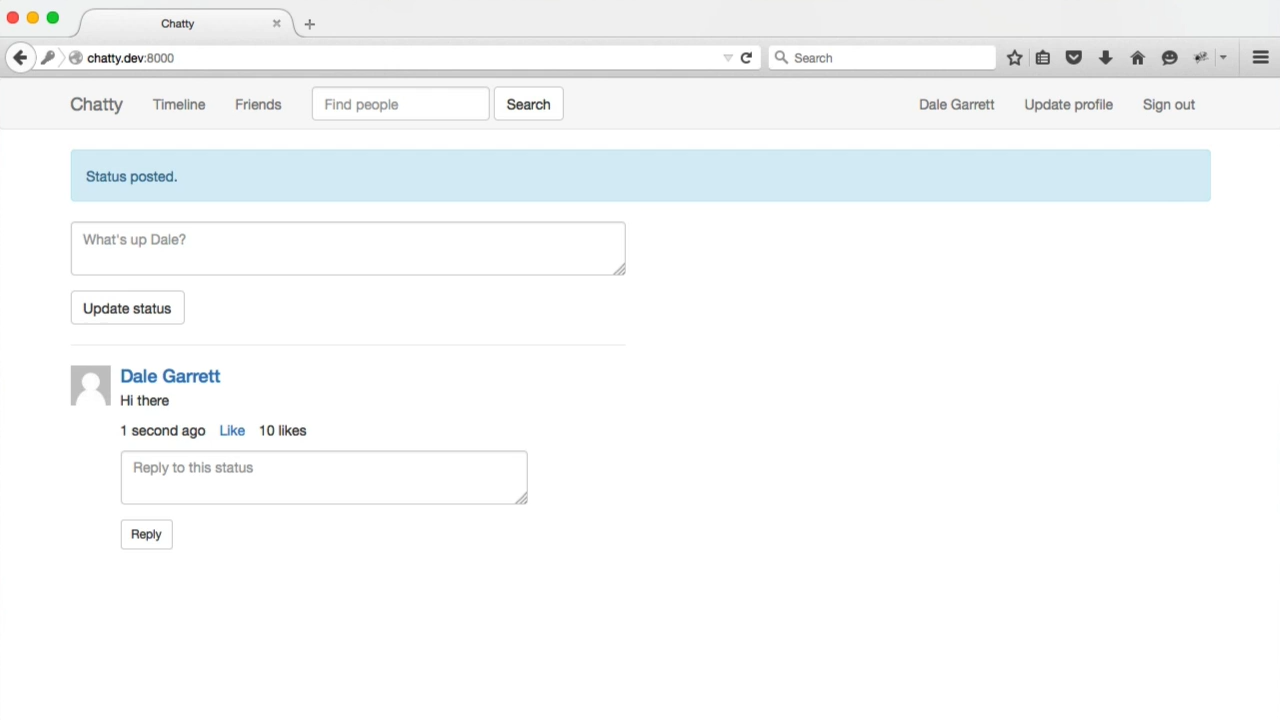 Chatty
chatty.dev:8000
Search
Chatty Timeline Friends Find people Search Dale Garrett Update profile Sign out
Status posted.
What's up Dale?
Update status
Dale Garrett
Hi there
1 second ago Like 10 likes
Reply to this status
Reply